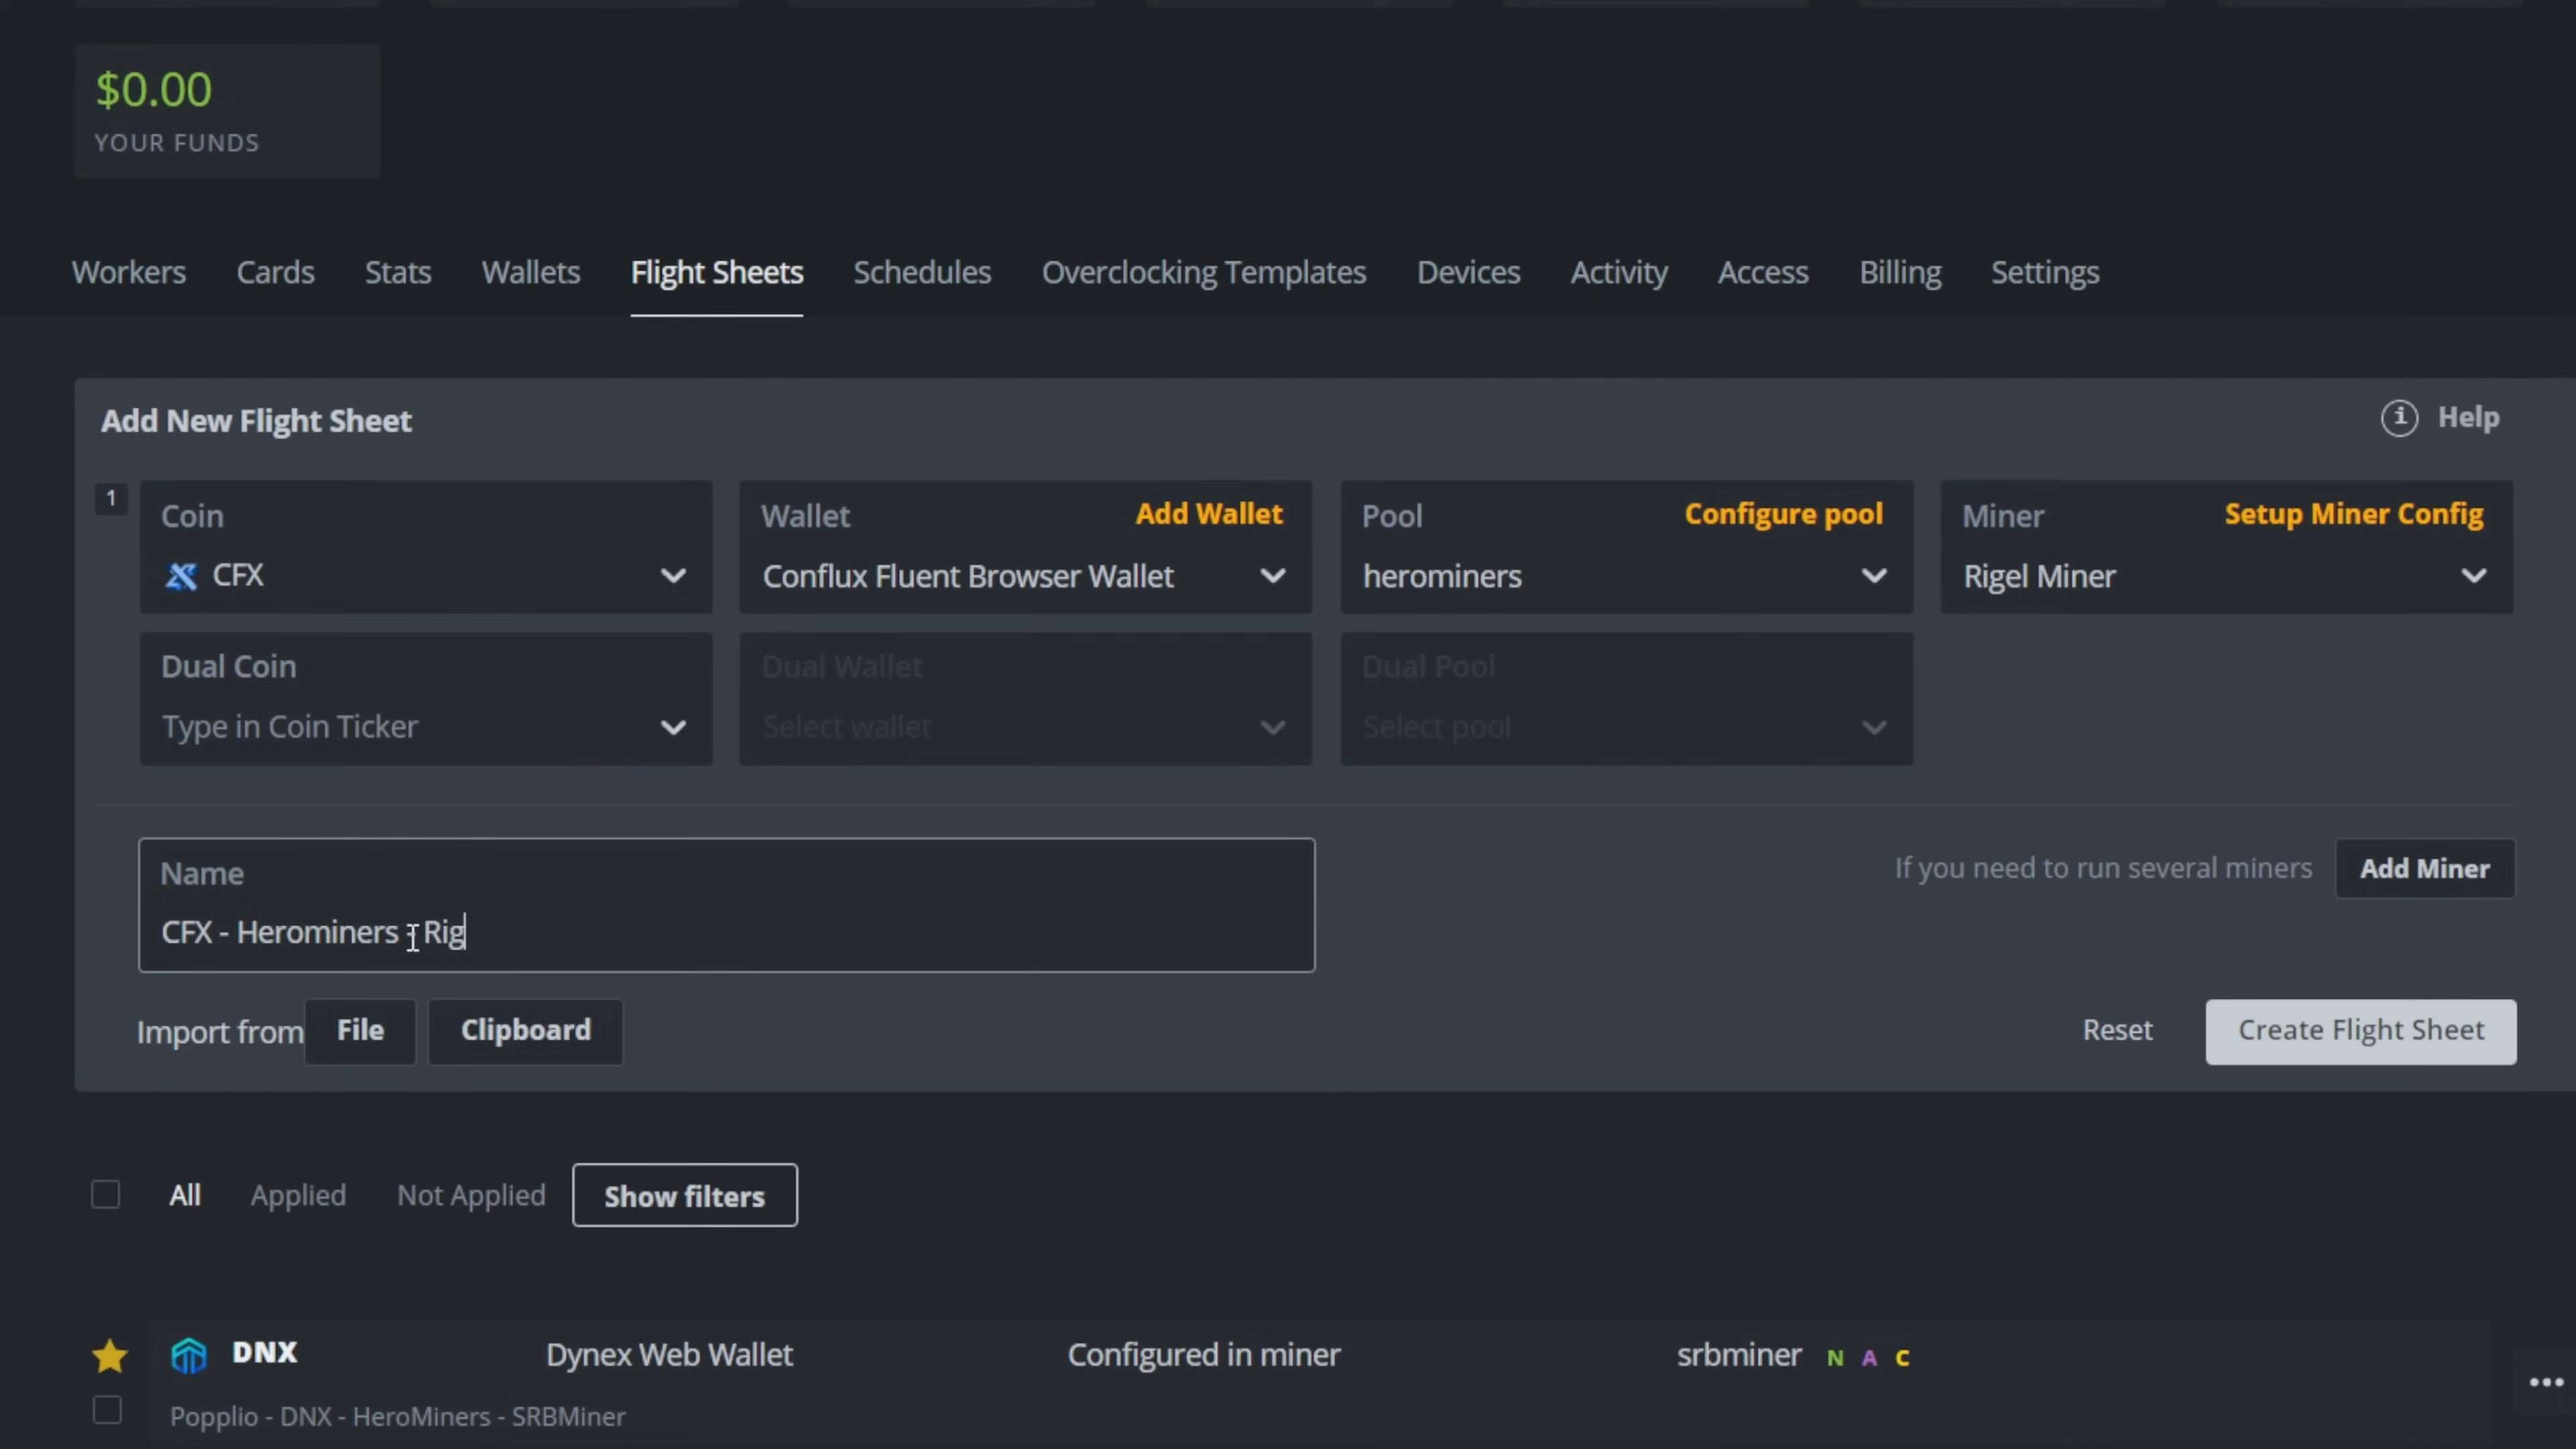 $0.00
YOUR FUNDS
Workers Cards Stats Wallets Flight Sheets Schedules Overclocking Templates Devices Activity Access Billing Settings
Add New Flight Sheet
i Help
1
Coin
CFX
Wallet Add Wallet
Conflux Fluent Browser Wallet
Pool Configure pool
herominers
Miner Setup Miner Config
Rigel Miner
Dual Coin
Type in Coin Ticker
Dual Wallet
Select wallet
Dual Pool
Select pool
Name
CFX - Herominers - Rig
If you need to run several miners Add Miner
Import from File Clipboard
Reset Create Flight Sheet
All Applied Not Applied Show filters
DNX Dynex Web Wallet Configured in miner srbminer N A C
Popplio - DNX - HeroMiners - SRBMiner